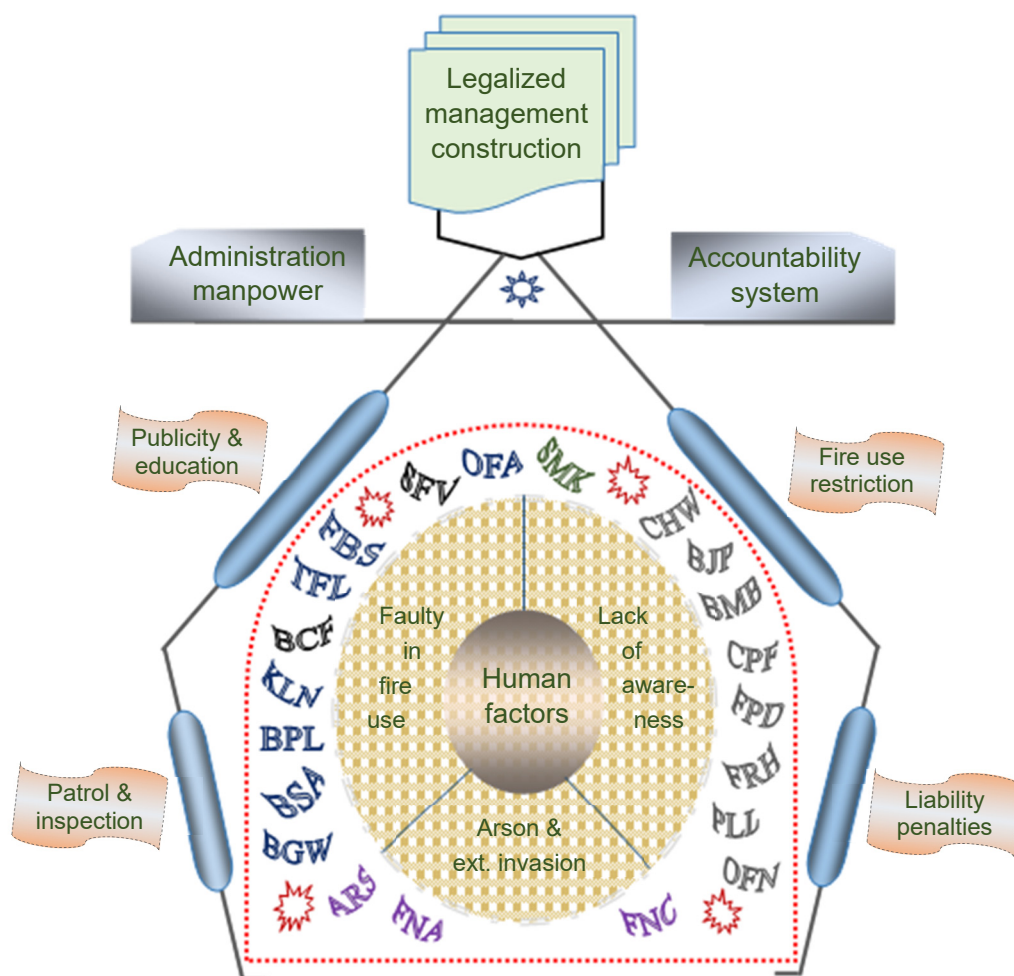 Legalized
management
construction
Administration
manpower
Accountability
system
Publicity &
education
Fire use
restriction
Patrol &
inspection
Liability
penalties
SFV
OFA
SMK
FBS
TFL
BCF
KLN
BPL
BSA
BGW
ARS
FNA
FNC
CHW
BJP
BMB
CPF
FPD
FRH
PLL
OFN
Faulty
in
fire
use
Lack
of
aware-
ness
Human
factors
Arson &
ext. invasion